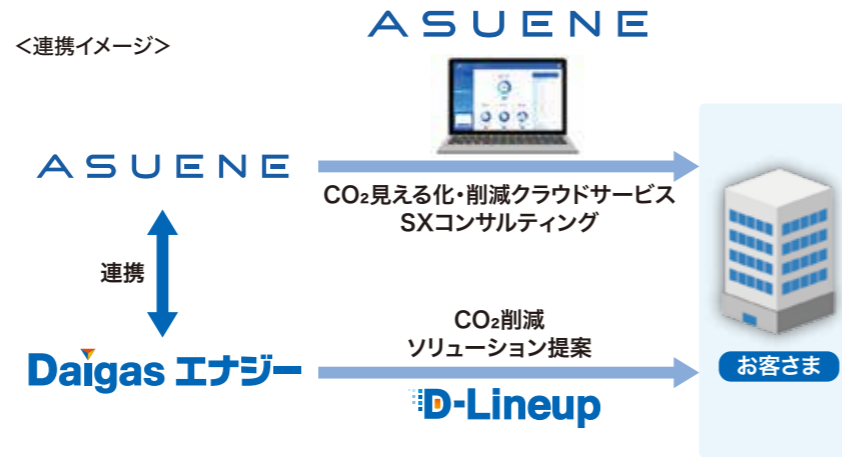 <連携イメージ>
ASUENE
ASUENE
CO₂見える化・削減クラウドサービス
SXコンサルティング
連携
CO₂削減
ソリューション提案
Daigas エナジー
D-Lineup
お客さま